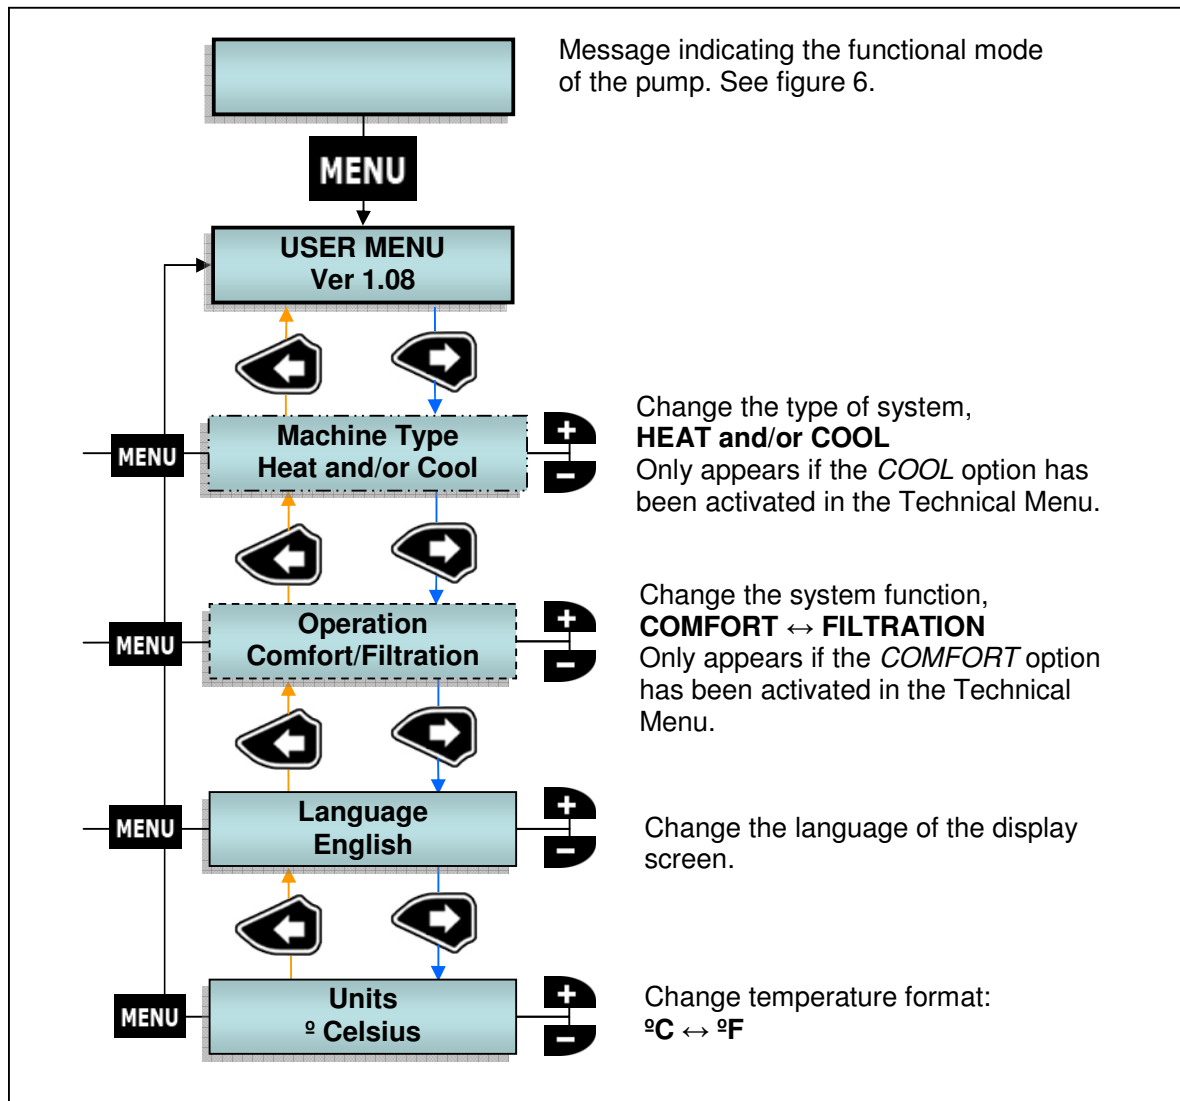 Message indicating the functional mode
of the pump. See figure 6.
MENU
USER MENU
Ver 1.08
Machine Type
Heat and/or Cool
MENU
+
−
Change the type of system,
HEAT and/or COOL
Only appears if the COOL option has
been activated in the Technical Menu.
Operation
Comfort/Filtration
MENU
+
−
Change the system function,
COMFORT ↔ FILTRATION
Only appears if the COMFORT option
has been activated in the Technical
Menu.
Language
English
MENU
+
−
Change the language of the display
screen.
Units
º Celsius
MENU
+
−
Change temperature format:
ºC ↔ ºF